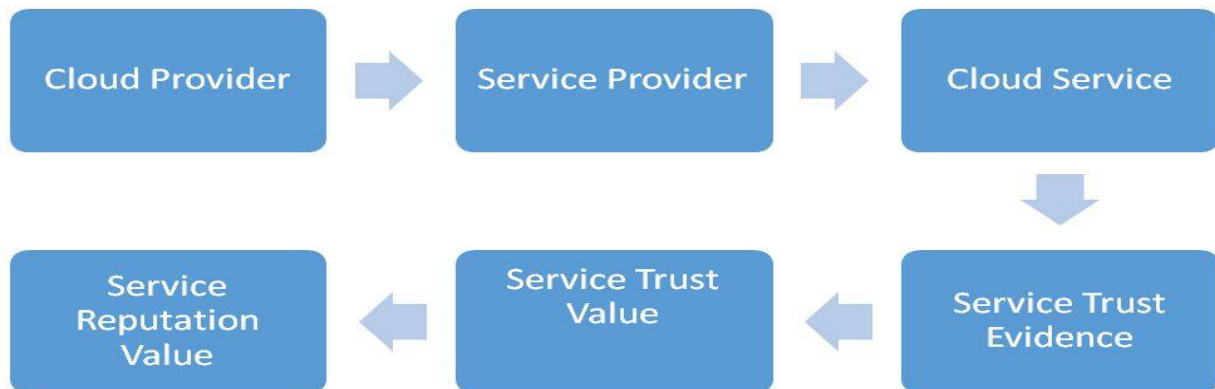 Cloud Provider
Service Provider
Cloud Service
Service Trust
Evidence
Service Trust
Value
Service
Reputation
Value